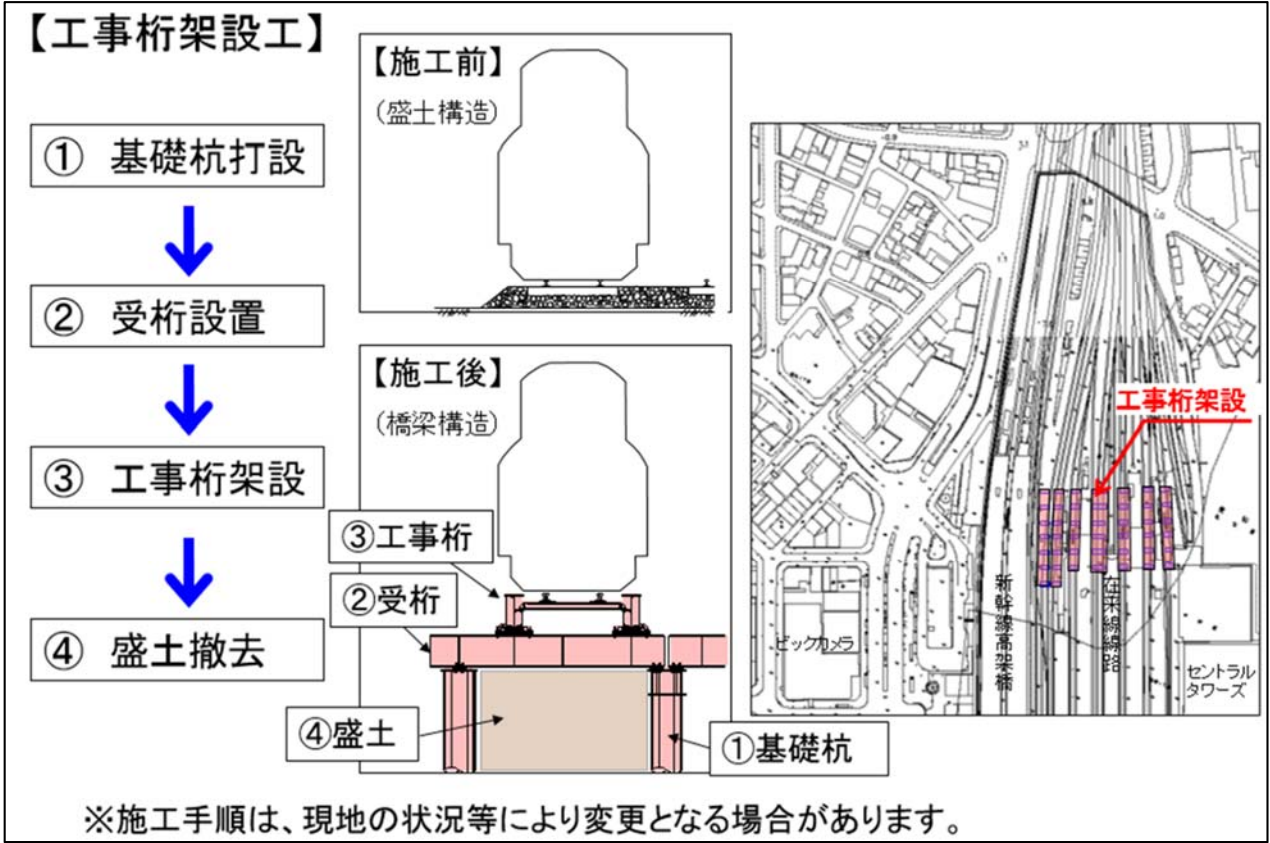 【工事桁架設工】
① 基礎杭打設
② 受桁設置
③ 工事桁架設
④ 盛土撤去
【施工前】
(盛土構造)
【施工後】
(橋梁構造)
③工事桁
②受桁
④盛土
①基礎杭
工事桁架設
新幹線高架橋
在来線線路
ビックカメラ
セントラル
タワーズ
※施工手順は、現地の状況等により変更となる場合があります。